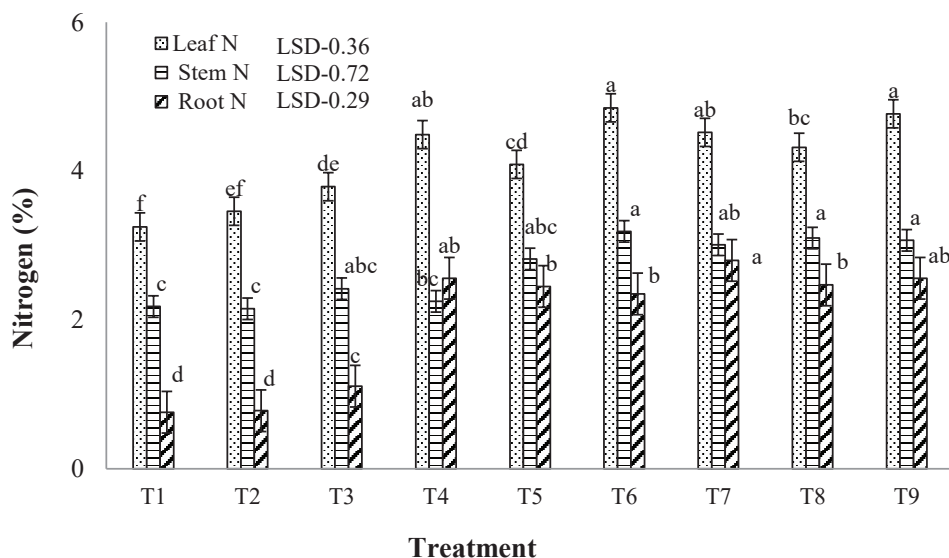 6
Leaf N LSD-0.36
Stem N LSD-0.72
Root N LSD-0.29
4
2
0
Nitrogen (%)
f
c
d
ef
c
d
de
abc
c
ab
bc
ab
cd
abc
b
a
a
b
ab
ab
a
bc
a
b
a
a
ab
T1 T2 T3 T4 T5 T6 T7 T8 T9
Treatment